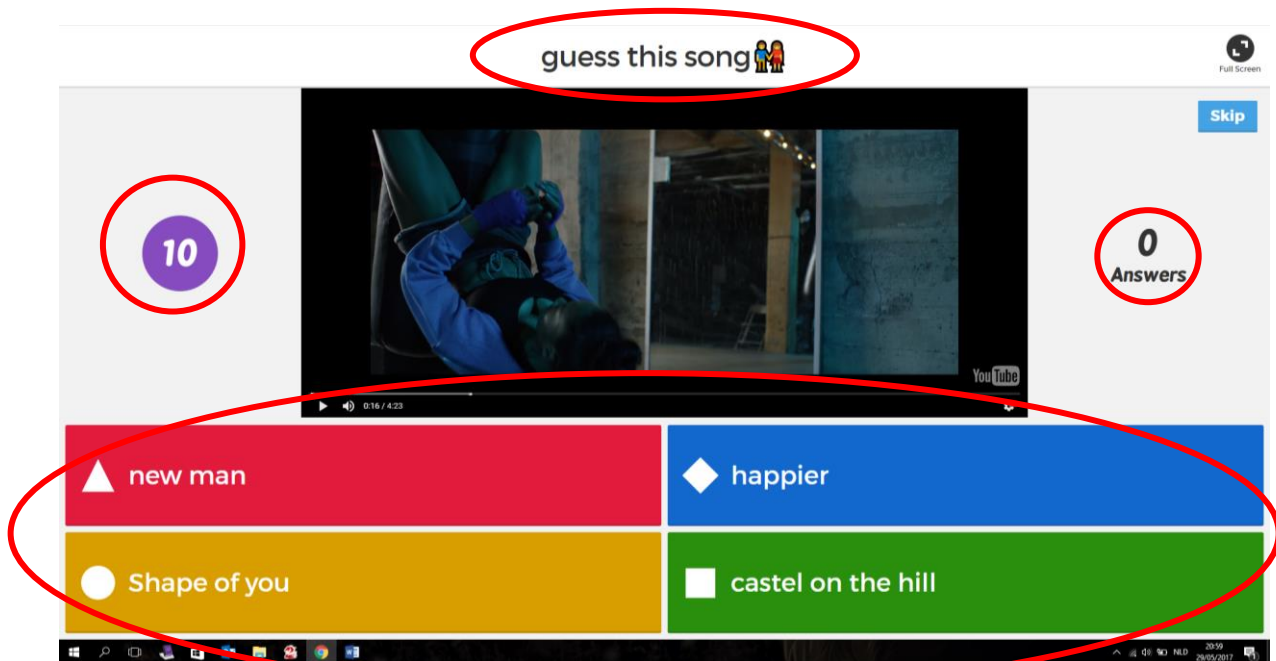 guess this song
Full Screen
Skip
10
0
Answers
YouTube
0:16 / 4:23
new man
happier
Shape of you
castel on the hill
NLD
20:59
29/05/2017